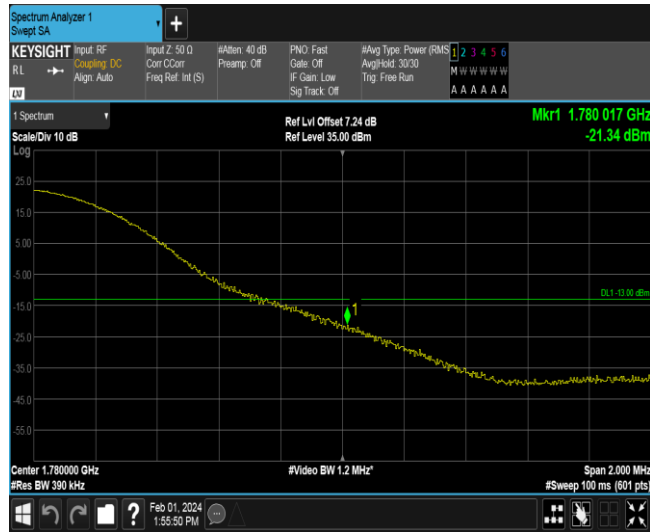 Spectrum Analyzer 1
Swept SA
+
KEYSIGHT Input: RF Input Z: 50 Ω #Atten: 40 dB PNO: Fast #Avg Type: Power (RMS 1 2 3 4 5 6
RL Coupling: DC Corr CCorr Preamp: Off Gate: Off Avg|Hold: 30/30 M W W W W W
Align: Auto Freq Ref: Int (S) IF Gain: Low Trig: Free Run
LXI Sig Track: Off A A A A A A
1 Spectrum Ref Lvl Offset 7.24 dB Mkr1 1.780 017 GHz
Scale/Div 10 dB Ref Level 35.00 dBm -21.34 dBm
Log
25.0
15.0
5.00
-5.00
DL1 -13.00 dBm
-15.0
1
-25.0
-35.0
-45.0
-55.0
Center 1.780000 GHz #Video BW 1.2 MHz* Span 2.000 MHz
#Res BW 390 kHz #Sweep 100 ms (601 pts)
? Feb 01, 2024
1:55:50 PM